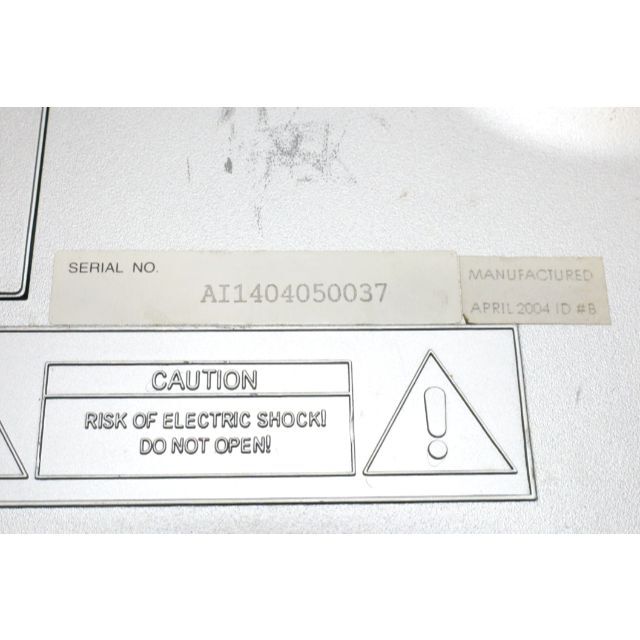 SERIAL NO.
AI1404050037
MANUFACTURED
APRIL 2004 ID #B
CAUTION
RISK OF ELECTRIC SHOCK!
DO NOT OPEN!